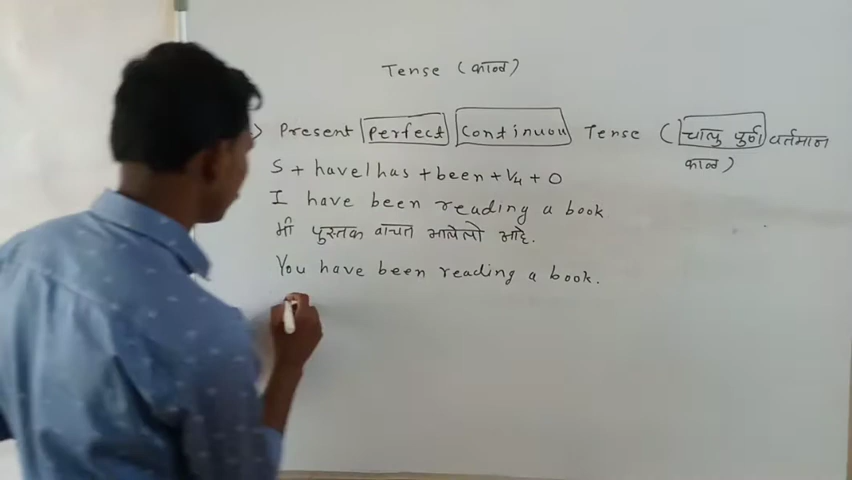 Tense (काळ)
) Present Perfect Continuou Tense (चालु पुर्ण वर्तमान
काळ)
S + have/has + been + V4 + O
I have been reading a book
मी पुस्तक वाचत आलेलो आहे.
You have been reading a book.